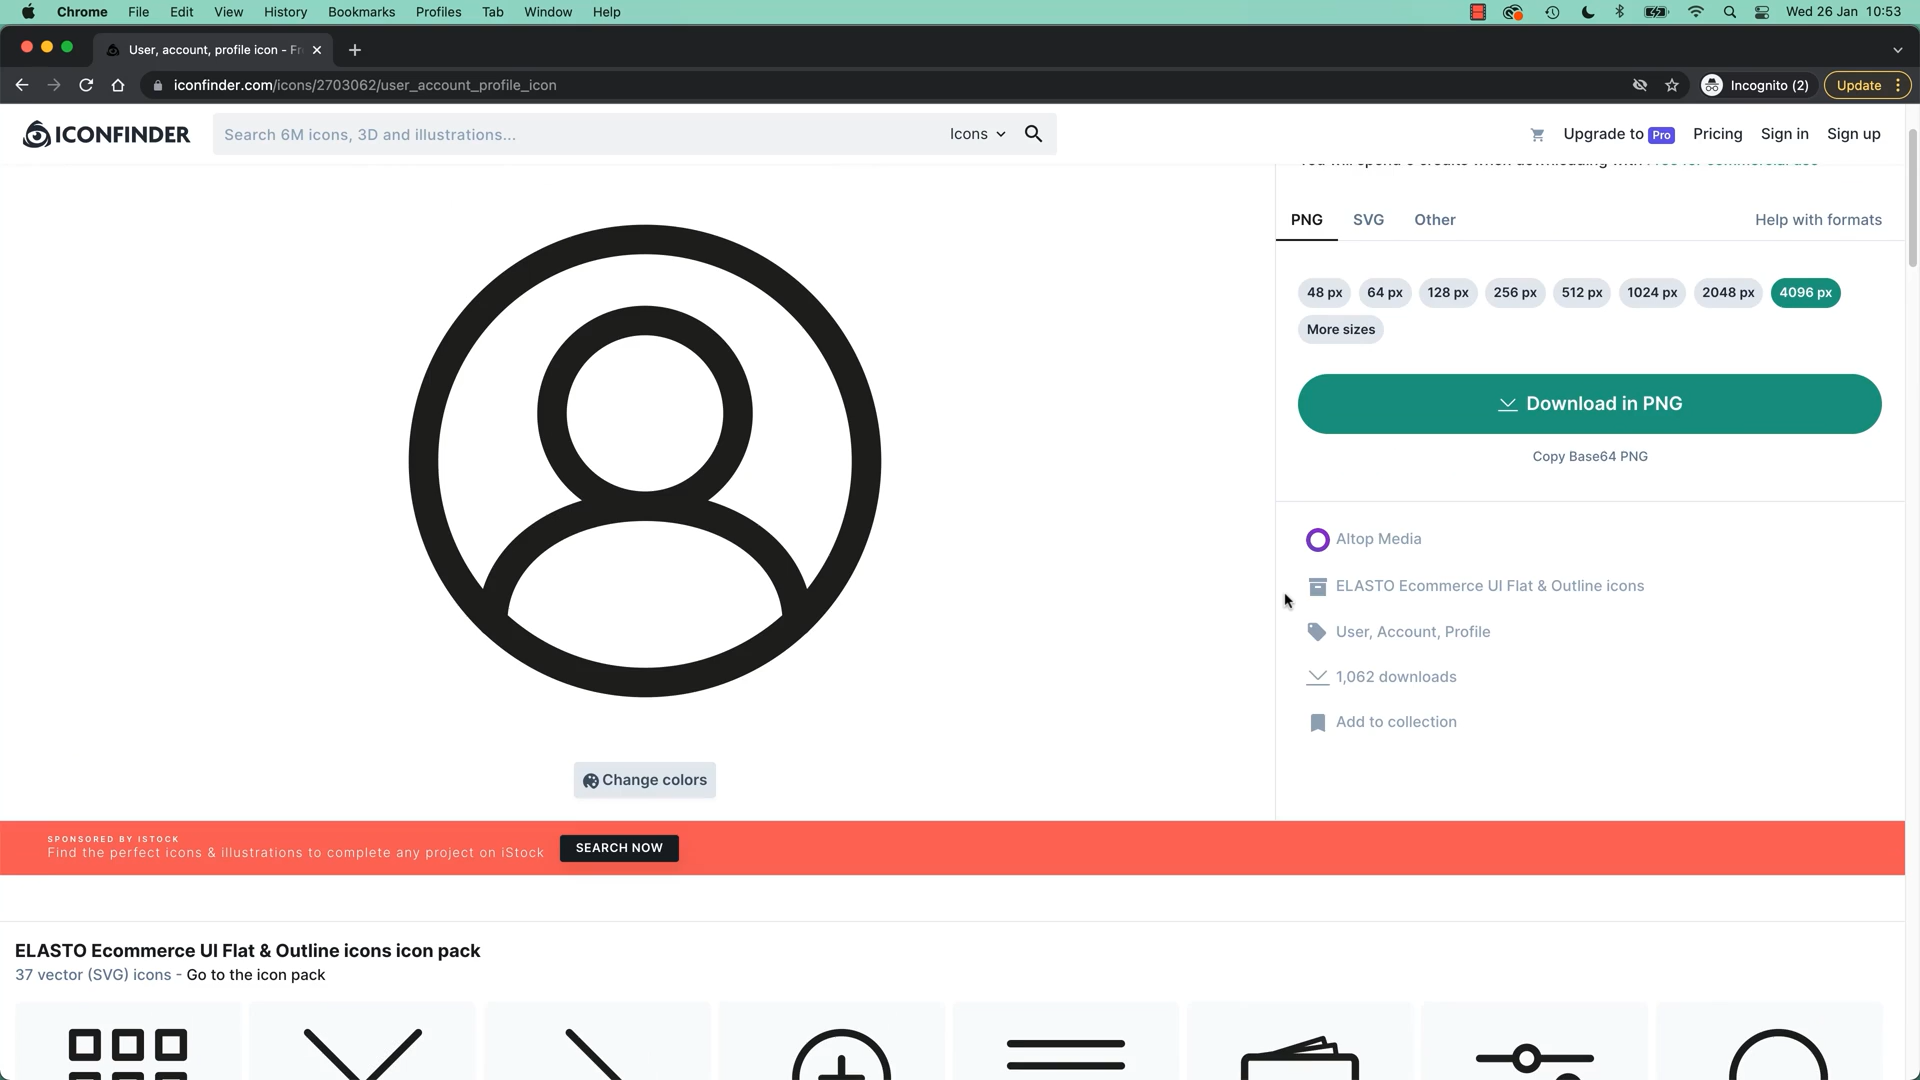 Chrome File Edit View History Bookmarks Profiles Tab Window Help Wed 26 Jan 10:53
User, account, profile icon - Fr
iconfinder.com/icons/2703062/user_account_profile_icon Incognito (2) Update
ICONFINDER Search 6M icons, 3D and illustrations... Icons Upgrade to Pro Pricing Sign in Sign up
PNG SVG Other Help with formats
48 px 64 px 128 px 256 px 512 px 1024 px 2048 px 4096 px
More sizes
Download in PNG
Copy Base64 PNG
Altop Media
ELASTO Ecommerce UI Flat & Outline icons
User, Account, Profile
1,062 downloads
Add to collection
Change colors
SPONSORED BY ISTOCK
Find the perfect icons & illustrations to complete any project on iStock SEARCH NOW
ELASTO Ecommerce UI Flat & Outline icons icon pack
37 vector (SVG) icons - Go to the icon pack